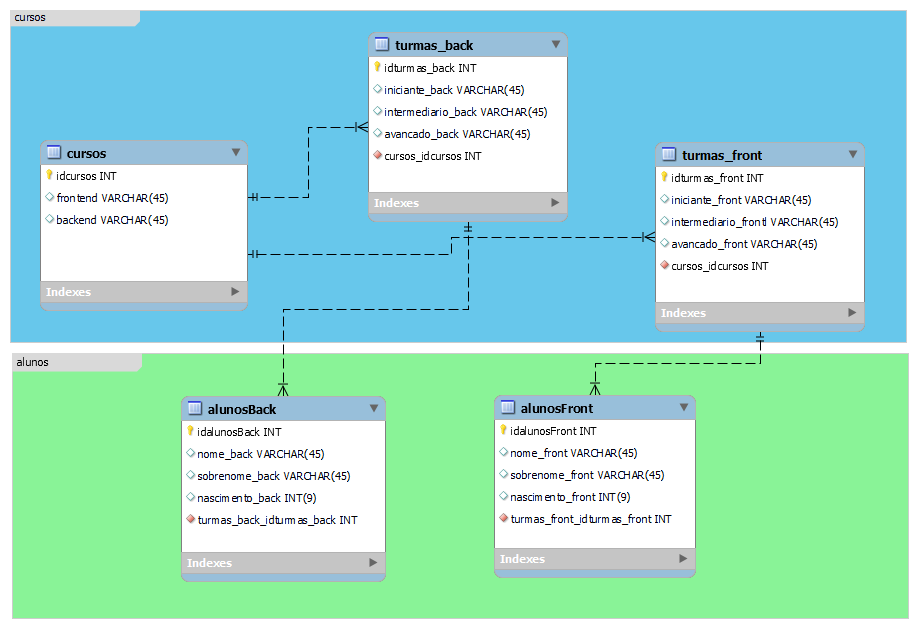 cursos
turmas_back
idturmas_back INT
iniciante_back VARCHAR(45)
intermediario_back VARCHAR(45)
avancado_back VARCHAR(45)
cursos_idcursos INT
Indexes
cursos
idcursos INT
frontend VARCHAR(45)
backend VARCHAR(45)
Indexes
turmas_front
idturmas_front INT
iniciante_front VARCHAR(45)
intermediario_frontl VARCHAR(45)
avancado_front VARCHAR(45)
cursos_idcursos INT
Indexes
alunos
alunosBack
idalunosBack INT
nome_back VARCHAR(45)
sobrenome_back VARCHAR(45)
nascimento_back INT(9)
turmas_back_idturmas_back INT
Indexes
alunosFront
idalunosFront INT
nome_front VARCHAR(45)
sobrenome_front VARCHAR(45)
nascimento_front INT(9)
turmas_front_idturmas_front INT
Indexes